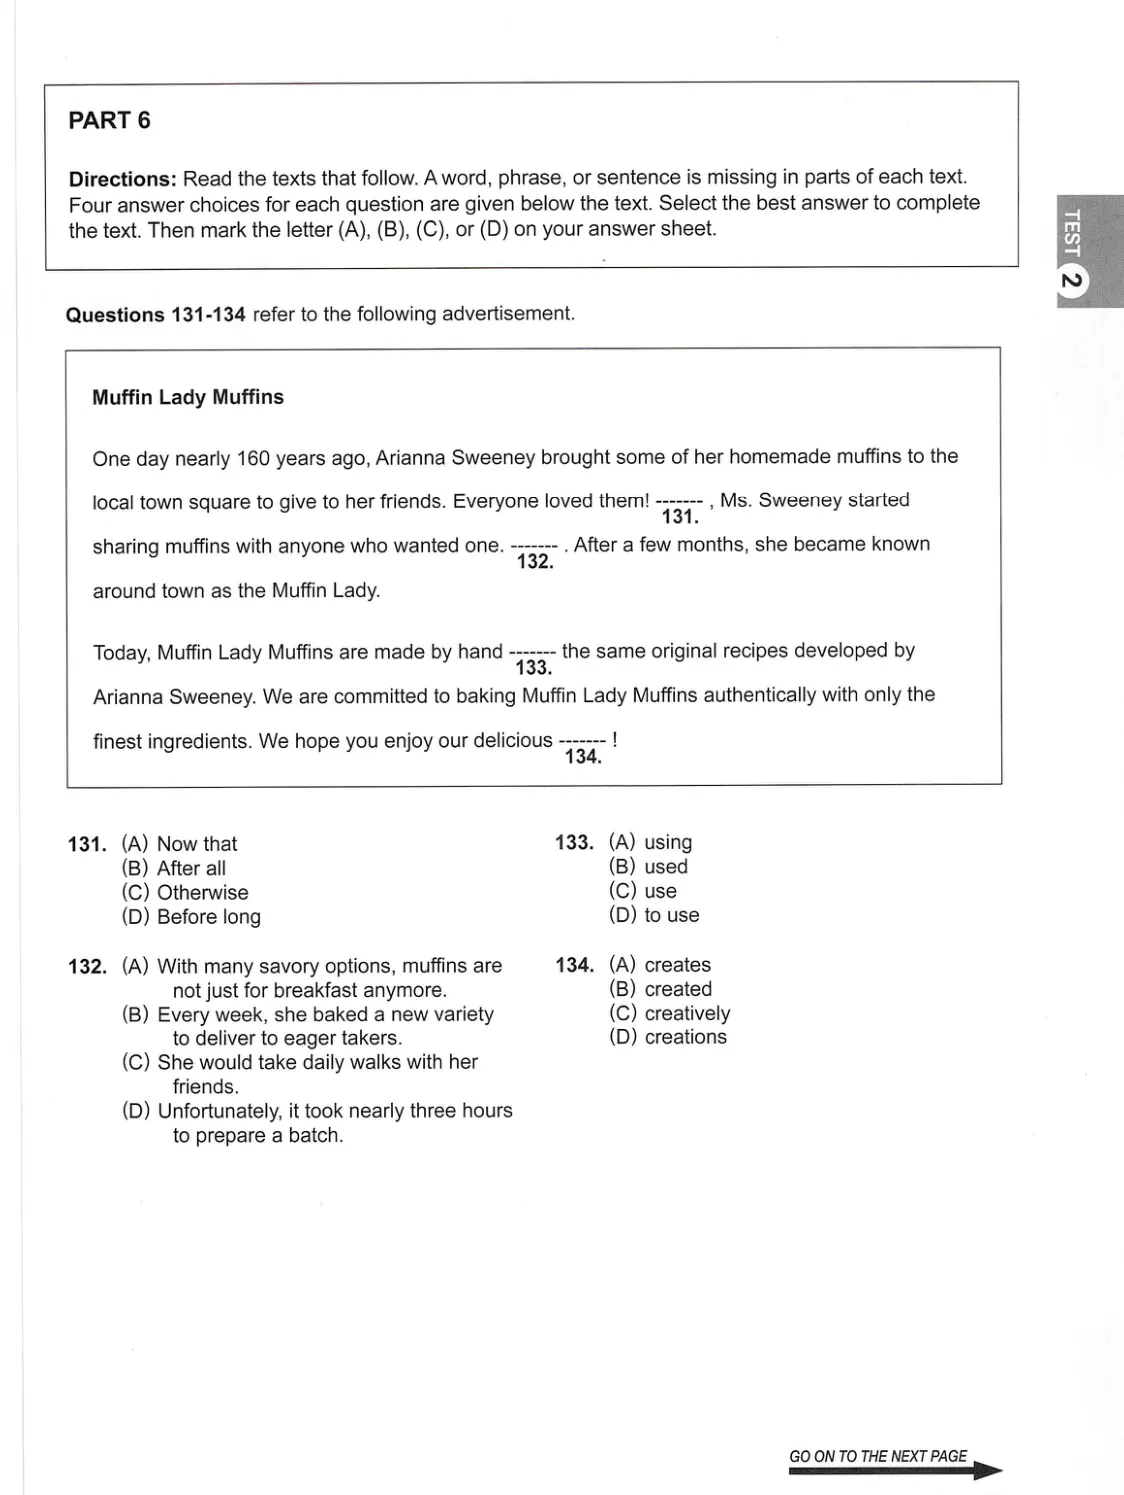 PART 6
Directions: Read the texts that follow. A word, phrase, or sentence is missing in parts of each text.
Four answer choices for each question are given below the text. Select the best answer to complete
the text. Then mark the letter (A), (B), (C), or (D) on your answer sheet.
TEST 2
Questions 131-134 refer to the following advertisement.
Muffin Lady Muffins
One day nearly 160 years ago, Arianna Sweeney brought some of her homemade muffins to the
local town square to give to her friends. Everyone loved them! ------- , Ms. Sweeney started
131.
sharing muffins with anyone who wanted one. ------- . After a few months, she became known
132.
around town as the Muffin Lady.
Today, Muffin Lady Muffins are made by hand ------- the same original recipes developed by
133.
Arianna Sweeney. We are committed to baking Muffin Lady Muffins authentically with only the
finest ingredients. We hope you enjoy our delicious ------- !
134.
131. (A) Now that
(B) After all
(C) Otherwise
(D) Before long
132. (A) With many savory options, muffins are
not just for breakfast anymore.
(B) Every week, she baked a new variety
to deliver to eager takers.
(C) She would take daily walks with her
friends.
(D) Unfortunately, it took nearly three hours
to prepare a batch.
133. (A) using
(B) used
(C) use
(D) to use
134. (A) creates
(B) created
(C) creatively
(D) creations
GO ON TO THE NEXT PAGE